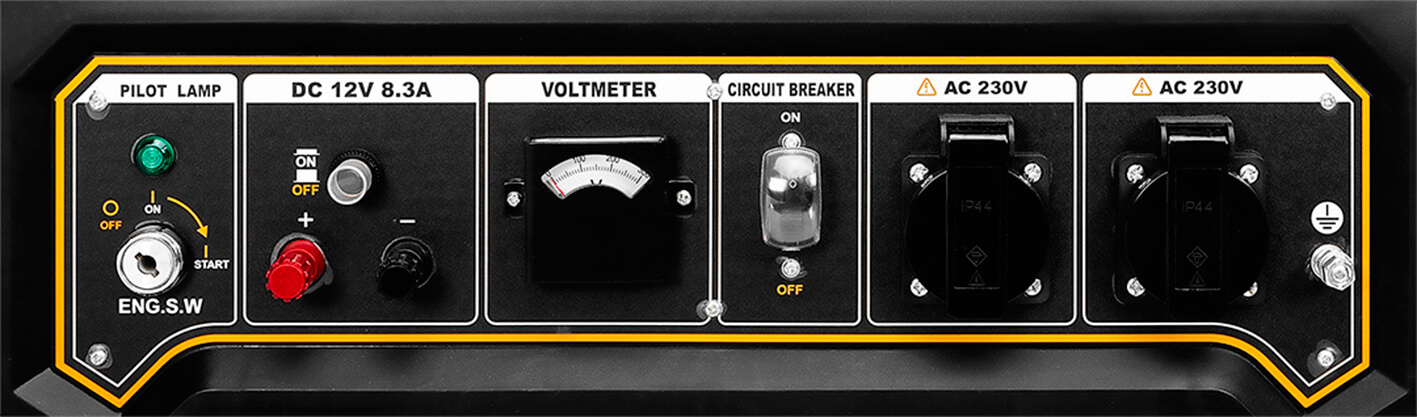 PILOT LAMP
ON
OFF
START
ENG.S.W
DC 12V 8.3A
ON
OFF
+
−
VOLTMETER
0 100 200
V
CIRCUIT BREAKER
ON
OFF
AC 230V
IP44
AC 230V
IP44